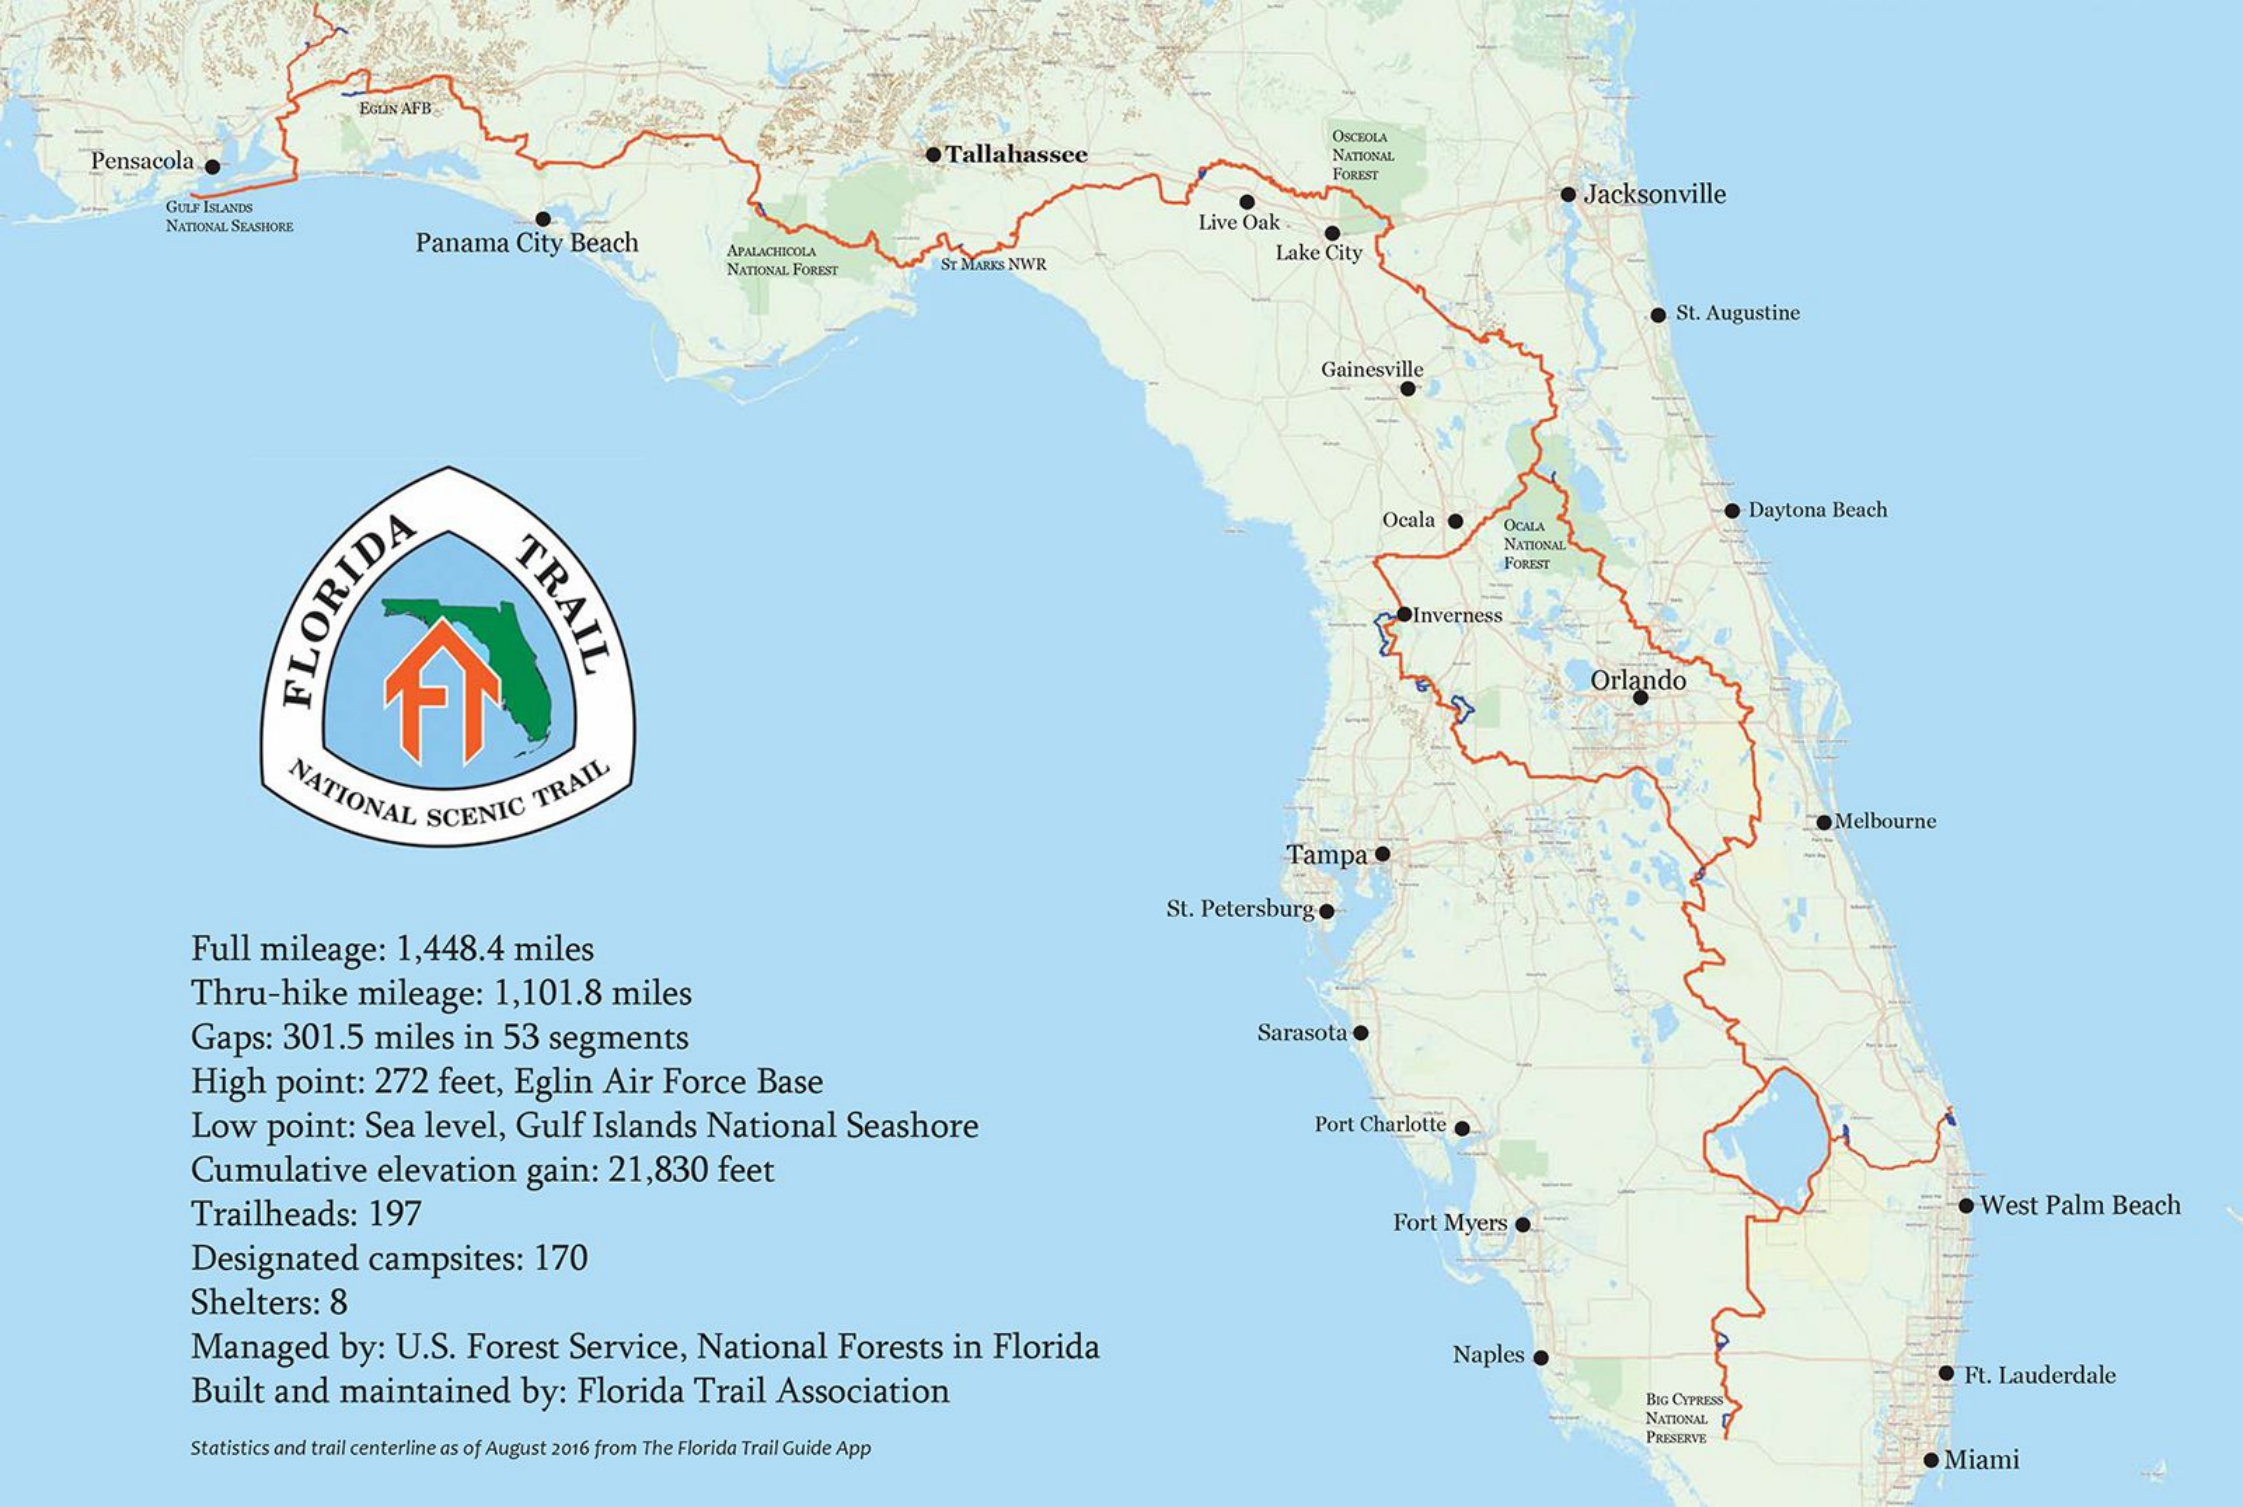 Eglin AFB
Pensacola
Gulf Islands
National Seashore
Panama City Beach
Tallahassee
Apalachicola
National Forest
St Marks NWR
Osceola
National
Forest
Live Oak
Lake City
Jacksonville
St. Augustine
Gainesville
Ocala
Ocala
National
Forest
Daytona Beach
Inverness
Orlando
Melbourne
Tampa
St. Petersburg
Sarasota
Port Charlotte
Fort Myers
West Palm Beach
Naples
Ft. Lauderdale
Big Cypress
National
Preserve
Miami
FLORIDA TRAIL
FT
NATIONAL SCENIC TRAIL
Full mileage: 1,448.4 miles
Thru-hike mileage: 1,101.8 miles
Gaps: 301.5 miles in 53 segments
High point: 272 feet, Eglin Air Force Base
Low point: Sea level, Gulf Islands National Seashore
Cumulative elevation gain: 21,830 feet
Trailheads: 197
Designated campsites: 170
Shelters: 8
Managed by: U.S. Forest Service, National Forests in Florida
Built and maintained by: Florida Trail Association
Statistics and trail centerline as of August 2016 from The Florida Trail Guide App